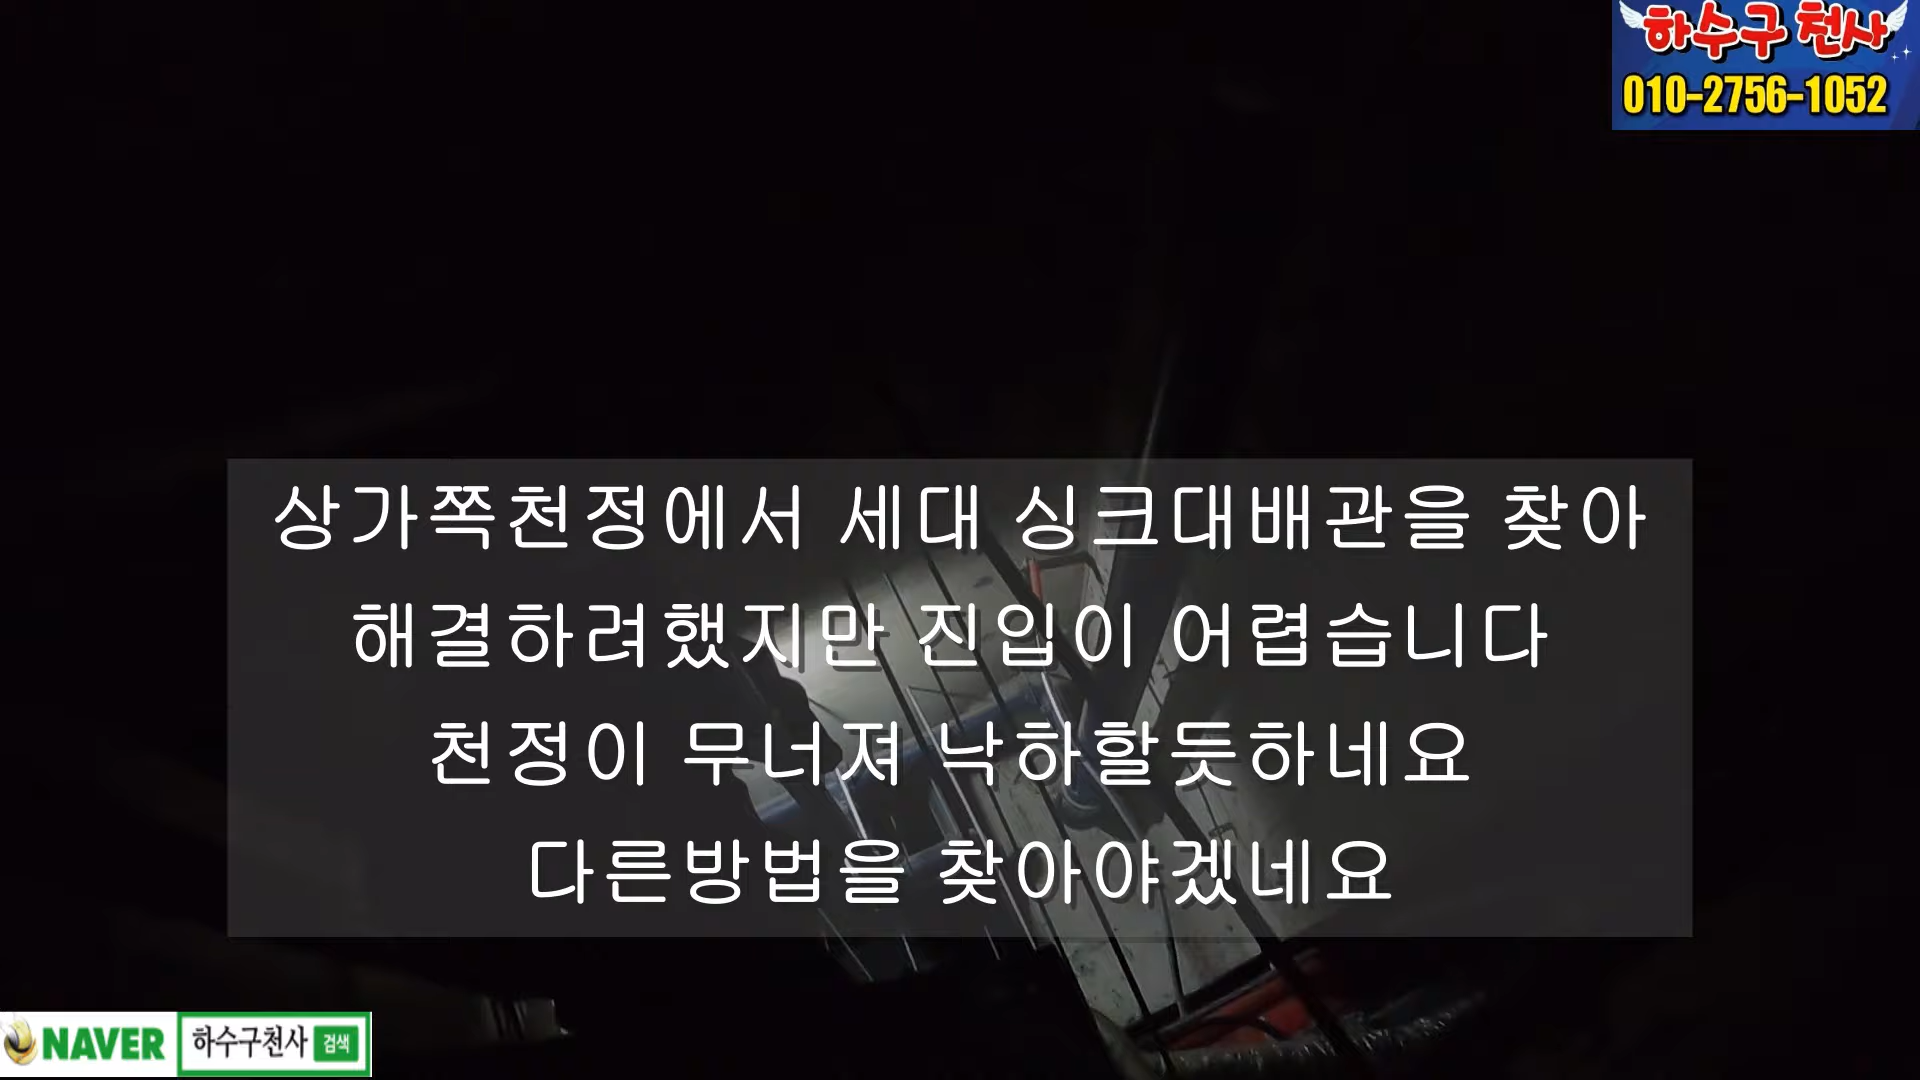 하수구 천사
010-2756-1052
상가쪽천정에서 세대 싱크대배관을 찾아
해결하려했지만 진입이 어렵습니다
천정이 무너져 낙하할듯하네요
다른방법을 찾아야겠네요
NAVER 하수구천사 검색